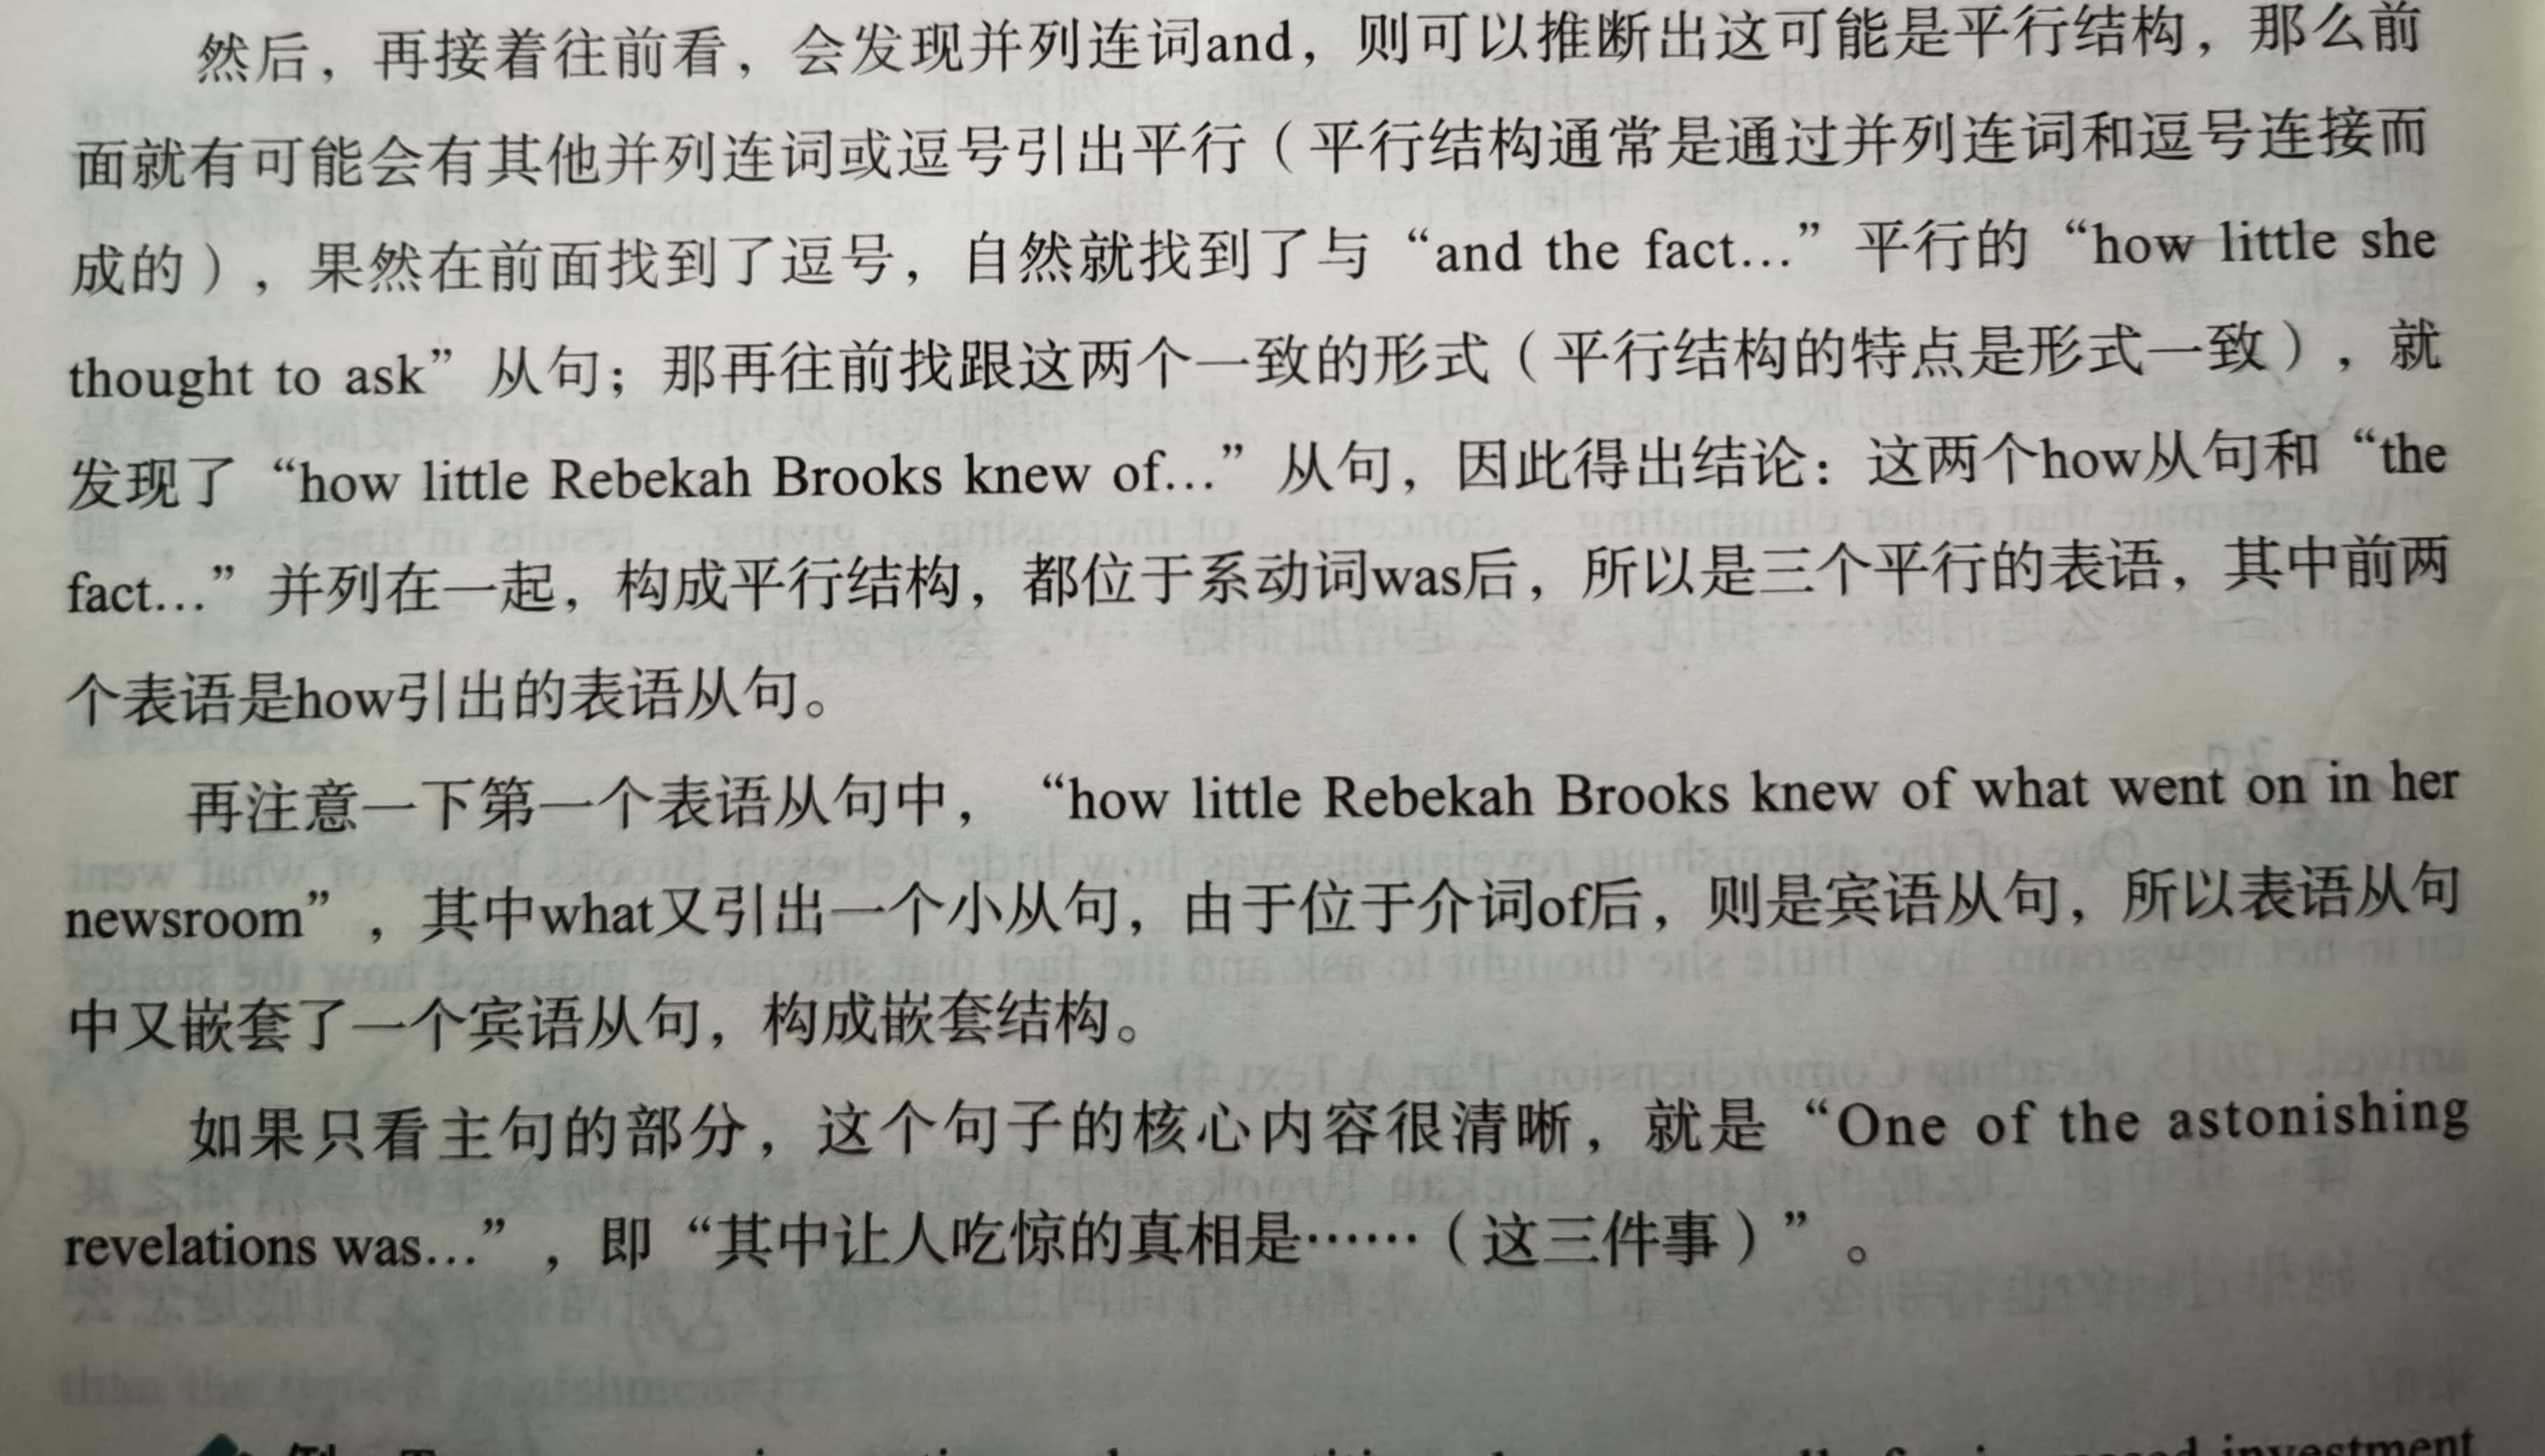 然后，再接着往前看，会发现并列连词and，则可以推断出这可能是平行结构，那么前
面就有可能会有其他并列连词或逗号引出平行（平行结构通常是通过并列连词和逗号连接而
成的），果然在前面找到了逗号，自然就找到了与“and the fact…”平行的“how little she
thought to ask”从句；那再往前找跟这两个一致的形式（平行结构的特点是形式一致），就
发现了“how little Rebekah Brooks knew of…”从句，因此得出结论：这两个how从句和“the
fact…”并列在一起，构成平行结构，都位于系动词was后，所以是三个平行的表语，其中前两
个表语是how引出的表语从句。
再注意一下第一个表语从句中，“how little Rebekah Brooks knew of what went on in her
newsroom”，其中what又引出一个小从句，由于位于介词of后，则是宾语从句，所以表语从句
中又嵌套了一个宾语从句，构成嵌套结构。
如果只看主句的部分，这个句子的核心内容很清晰，就是“One of the astonishing
revelations was…”，即“其中让人吃惊的真相是……（这三件事）”。